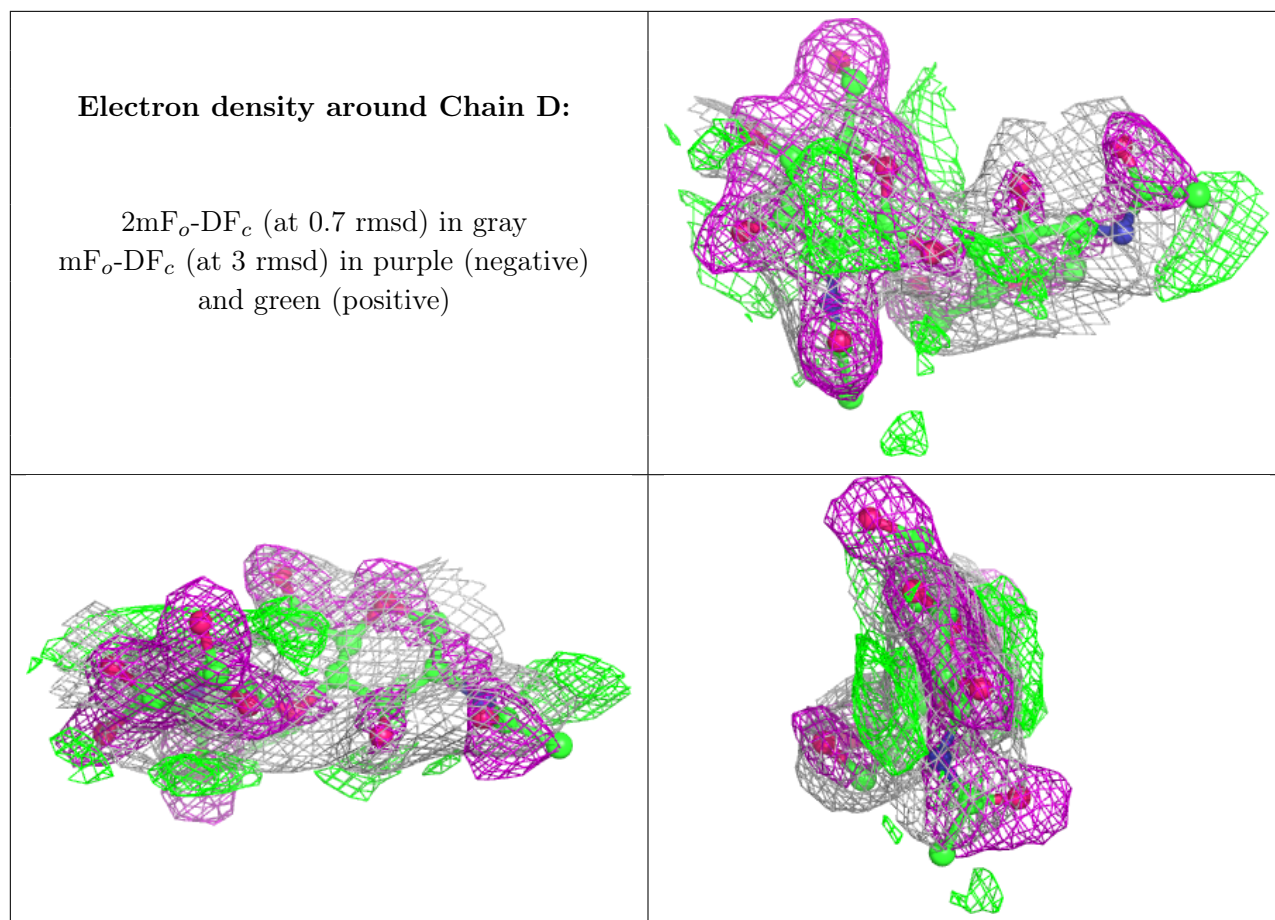 Electron density around Chain D:
2mFo-DFc (at 0.7 rmsd) in gray
mFo-DFc (at 3 rmsd) in purple (negative)
and green (positive)